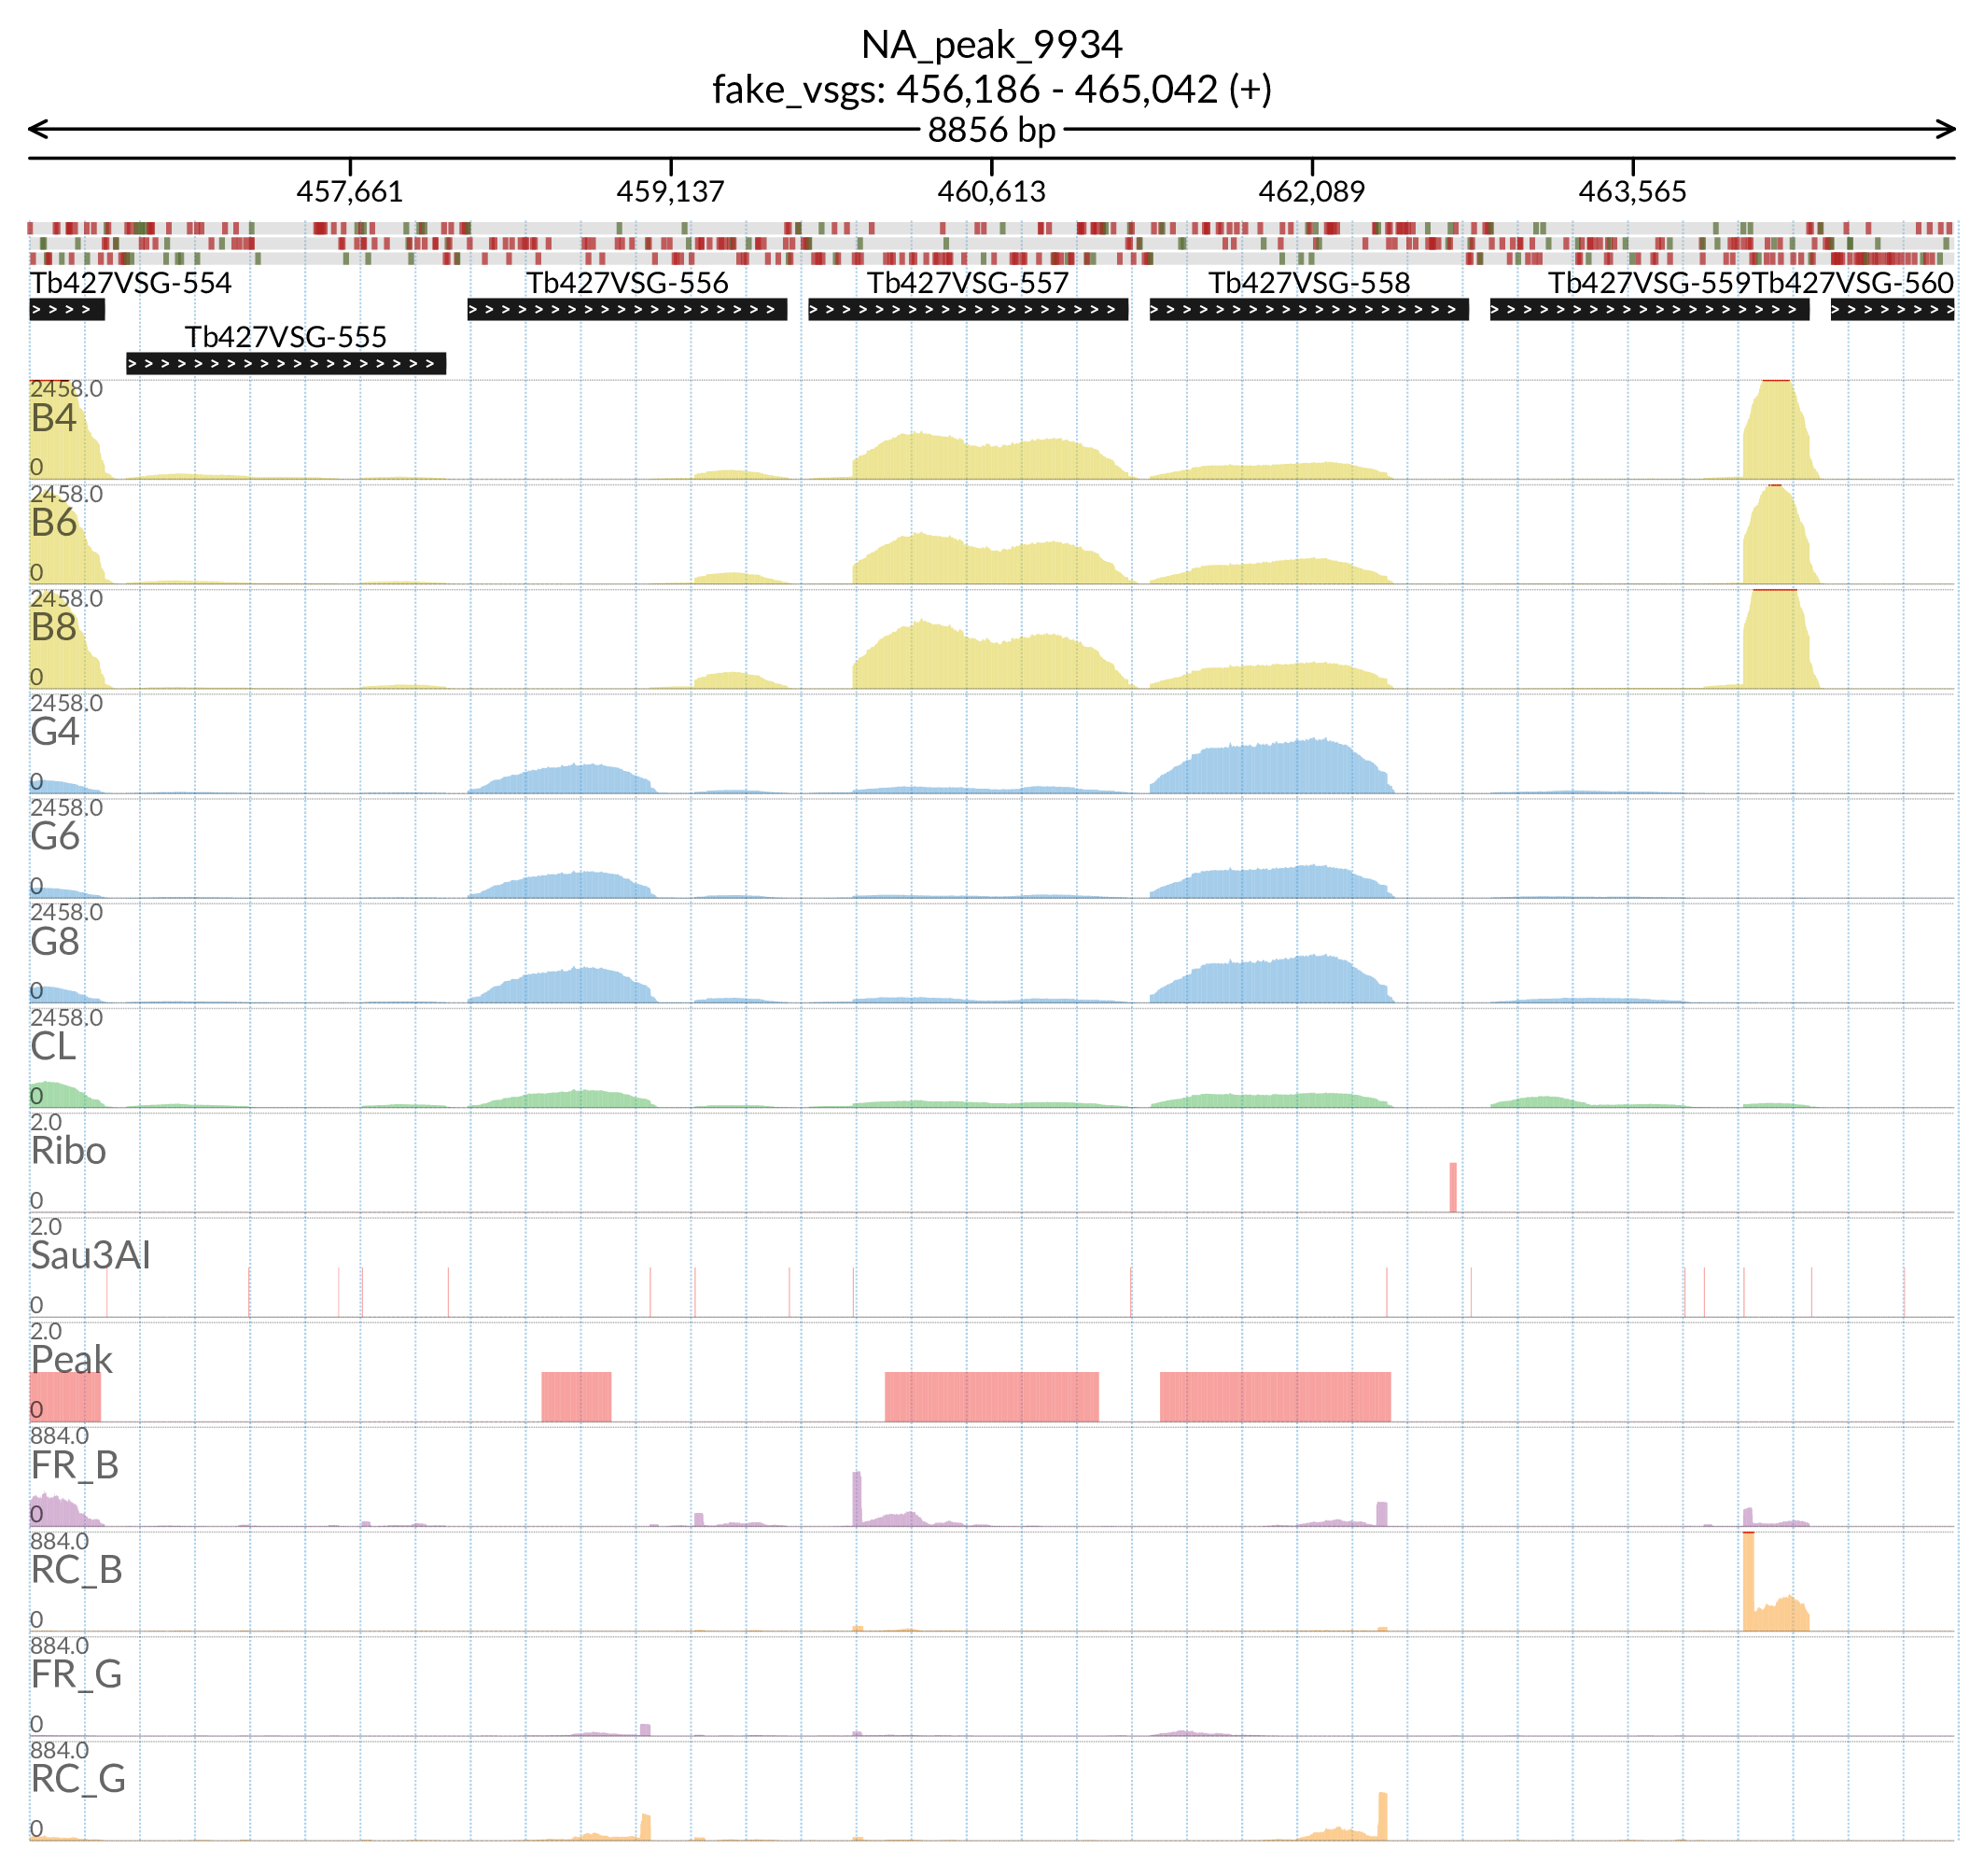 NA_peak_9934
fake_vsgs: 456,186 - 465,042 (+)
8856 bp
457,661 459,137 460,613 462,089 463,565
Tb427VSG-554 Tb427VSG-556 Tb427VSG-557 Tb427VSG-558 Tb427VSG-559 Tb427VSG-560
Tb427VSG-555
2458.0
B4
0
2458.0
B6
0
2458.0
B8
0
2458.0
G4
0
2458.0
G6
0
2458.0
G8
0
2458.0
CL
0
2.0
Ribo
0
2.0
Sau3AI
0
2.0
Peak
0
884.0
FR_B
0
884.0
RC_B
0
884.0
FR_G
0
884.0
RC_G
0